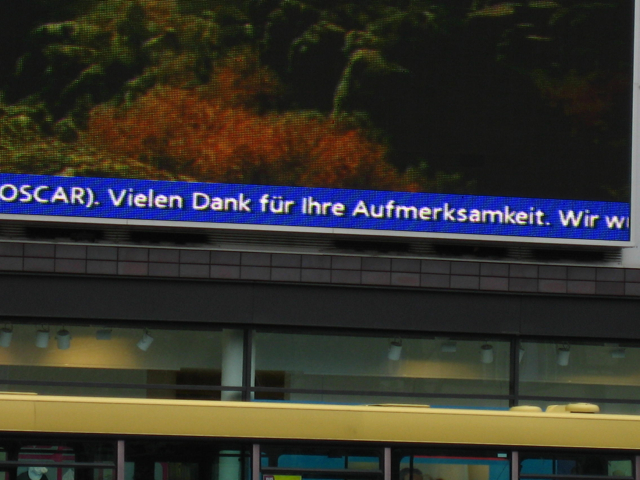 OSCAR). Vielen Dank für Ihre Aufmerksamkeit. Wir